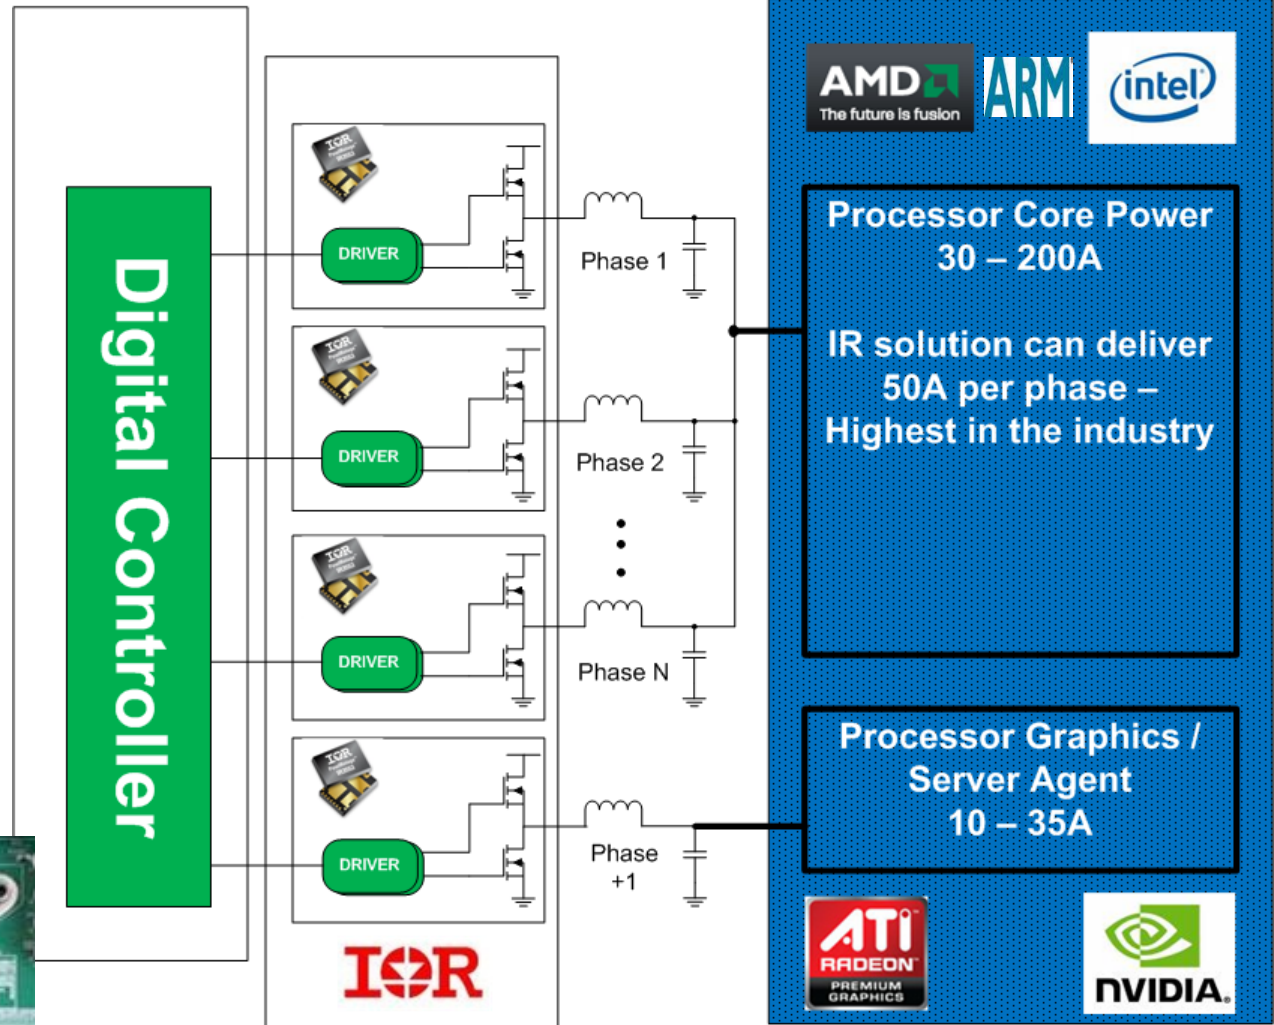 Digital Controller
IOR
DRIVER
Phase 1
IOR
DRIVER
Phase 2
IOR
DRIVER
Phase N
IOR
DRIVER
Phase
+1
IOR
AMD
The future is fusion
ARM
intel
Processor Core Power
30 – 200A
IR solution can deliver
50A per phase –
Highest in the industry
Processor Graphics /
Server Agent
10 – 35A
ATI
RADEON
PREMIUM
GRAPHICS
NVIDIA.